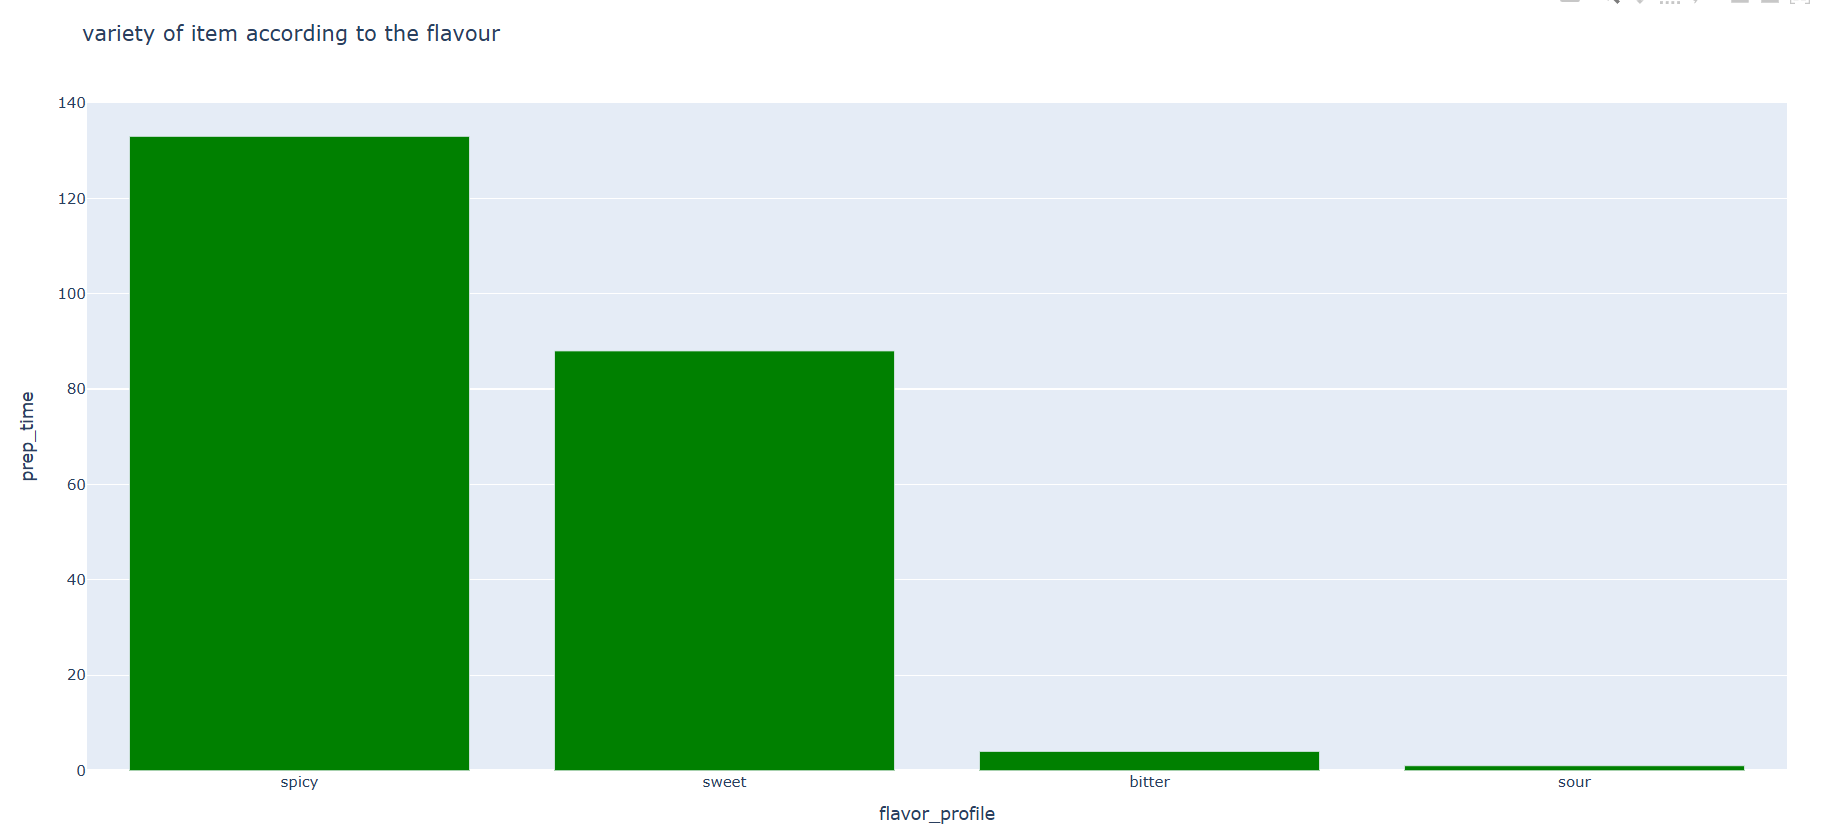 variety of item according to the flavour
140
120
100
80
60
40
20
0
prep_time
spicy
sweet
bitter
sour
flavor_profile